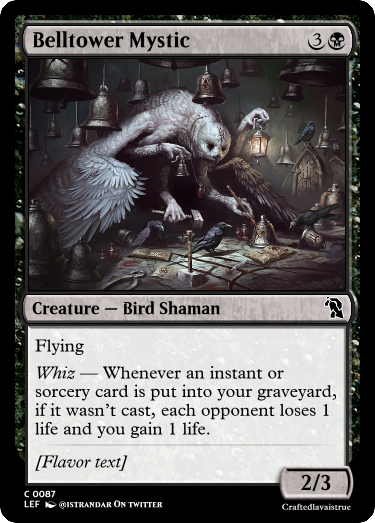 Belltower Mystic 3
Creature — Bird Shaman
Flying
Whiz — Whenever an instant or
sorcery card is put into your graveyard,
if it wasn't cast, each opponent loses 1
life and you gain 1 life.
[Flavor text]
2/3
C 0087
LEF @ISTRANDAR ON TWITTER
Craftedlavaistrue